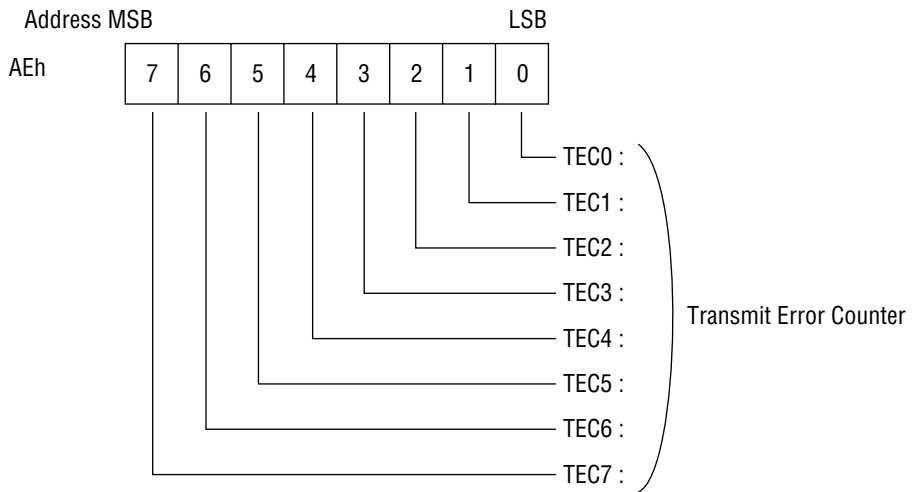 Address MSB LSB
AEh 7 6 5 4 3 2 1 0
TEC0 :
TEC1 :
TEC2 :
TEC3 :
Transmit Error Counter
TEC4 :
TEC5 :
TEC6 :
TEC7 :